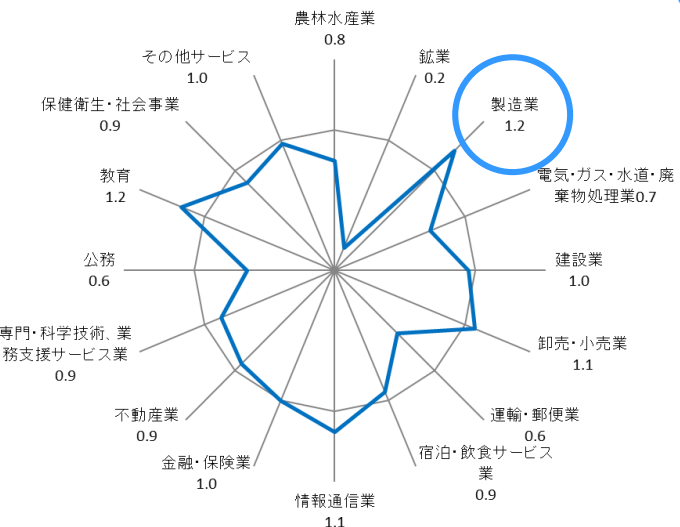 農林水産業
0.8
鉱業
0.2
製造業
1.2
電気・ガス・水道・廃
棄物処理業0.7
建設業
1.0
卸売・小売業
1.1
運輸・郵便業
0.6
宿泊・飲食サービス
業
0.9
情報通信業
1.1
金融・保険業
1.0
不動産業
0.9
専門・科学技術、業
務支援サービス業
0.9
公務
0.6
教育
1.2
保健衛生・社会事業
0.9
その他サービス
1.0